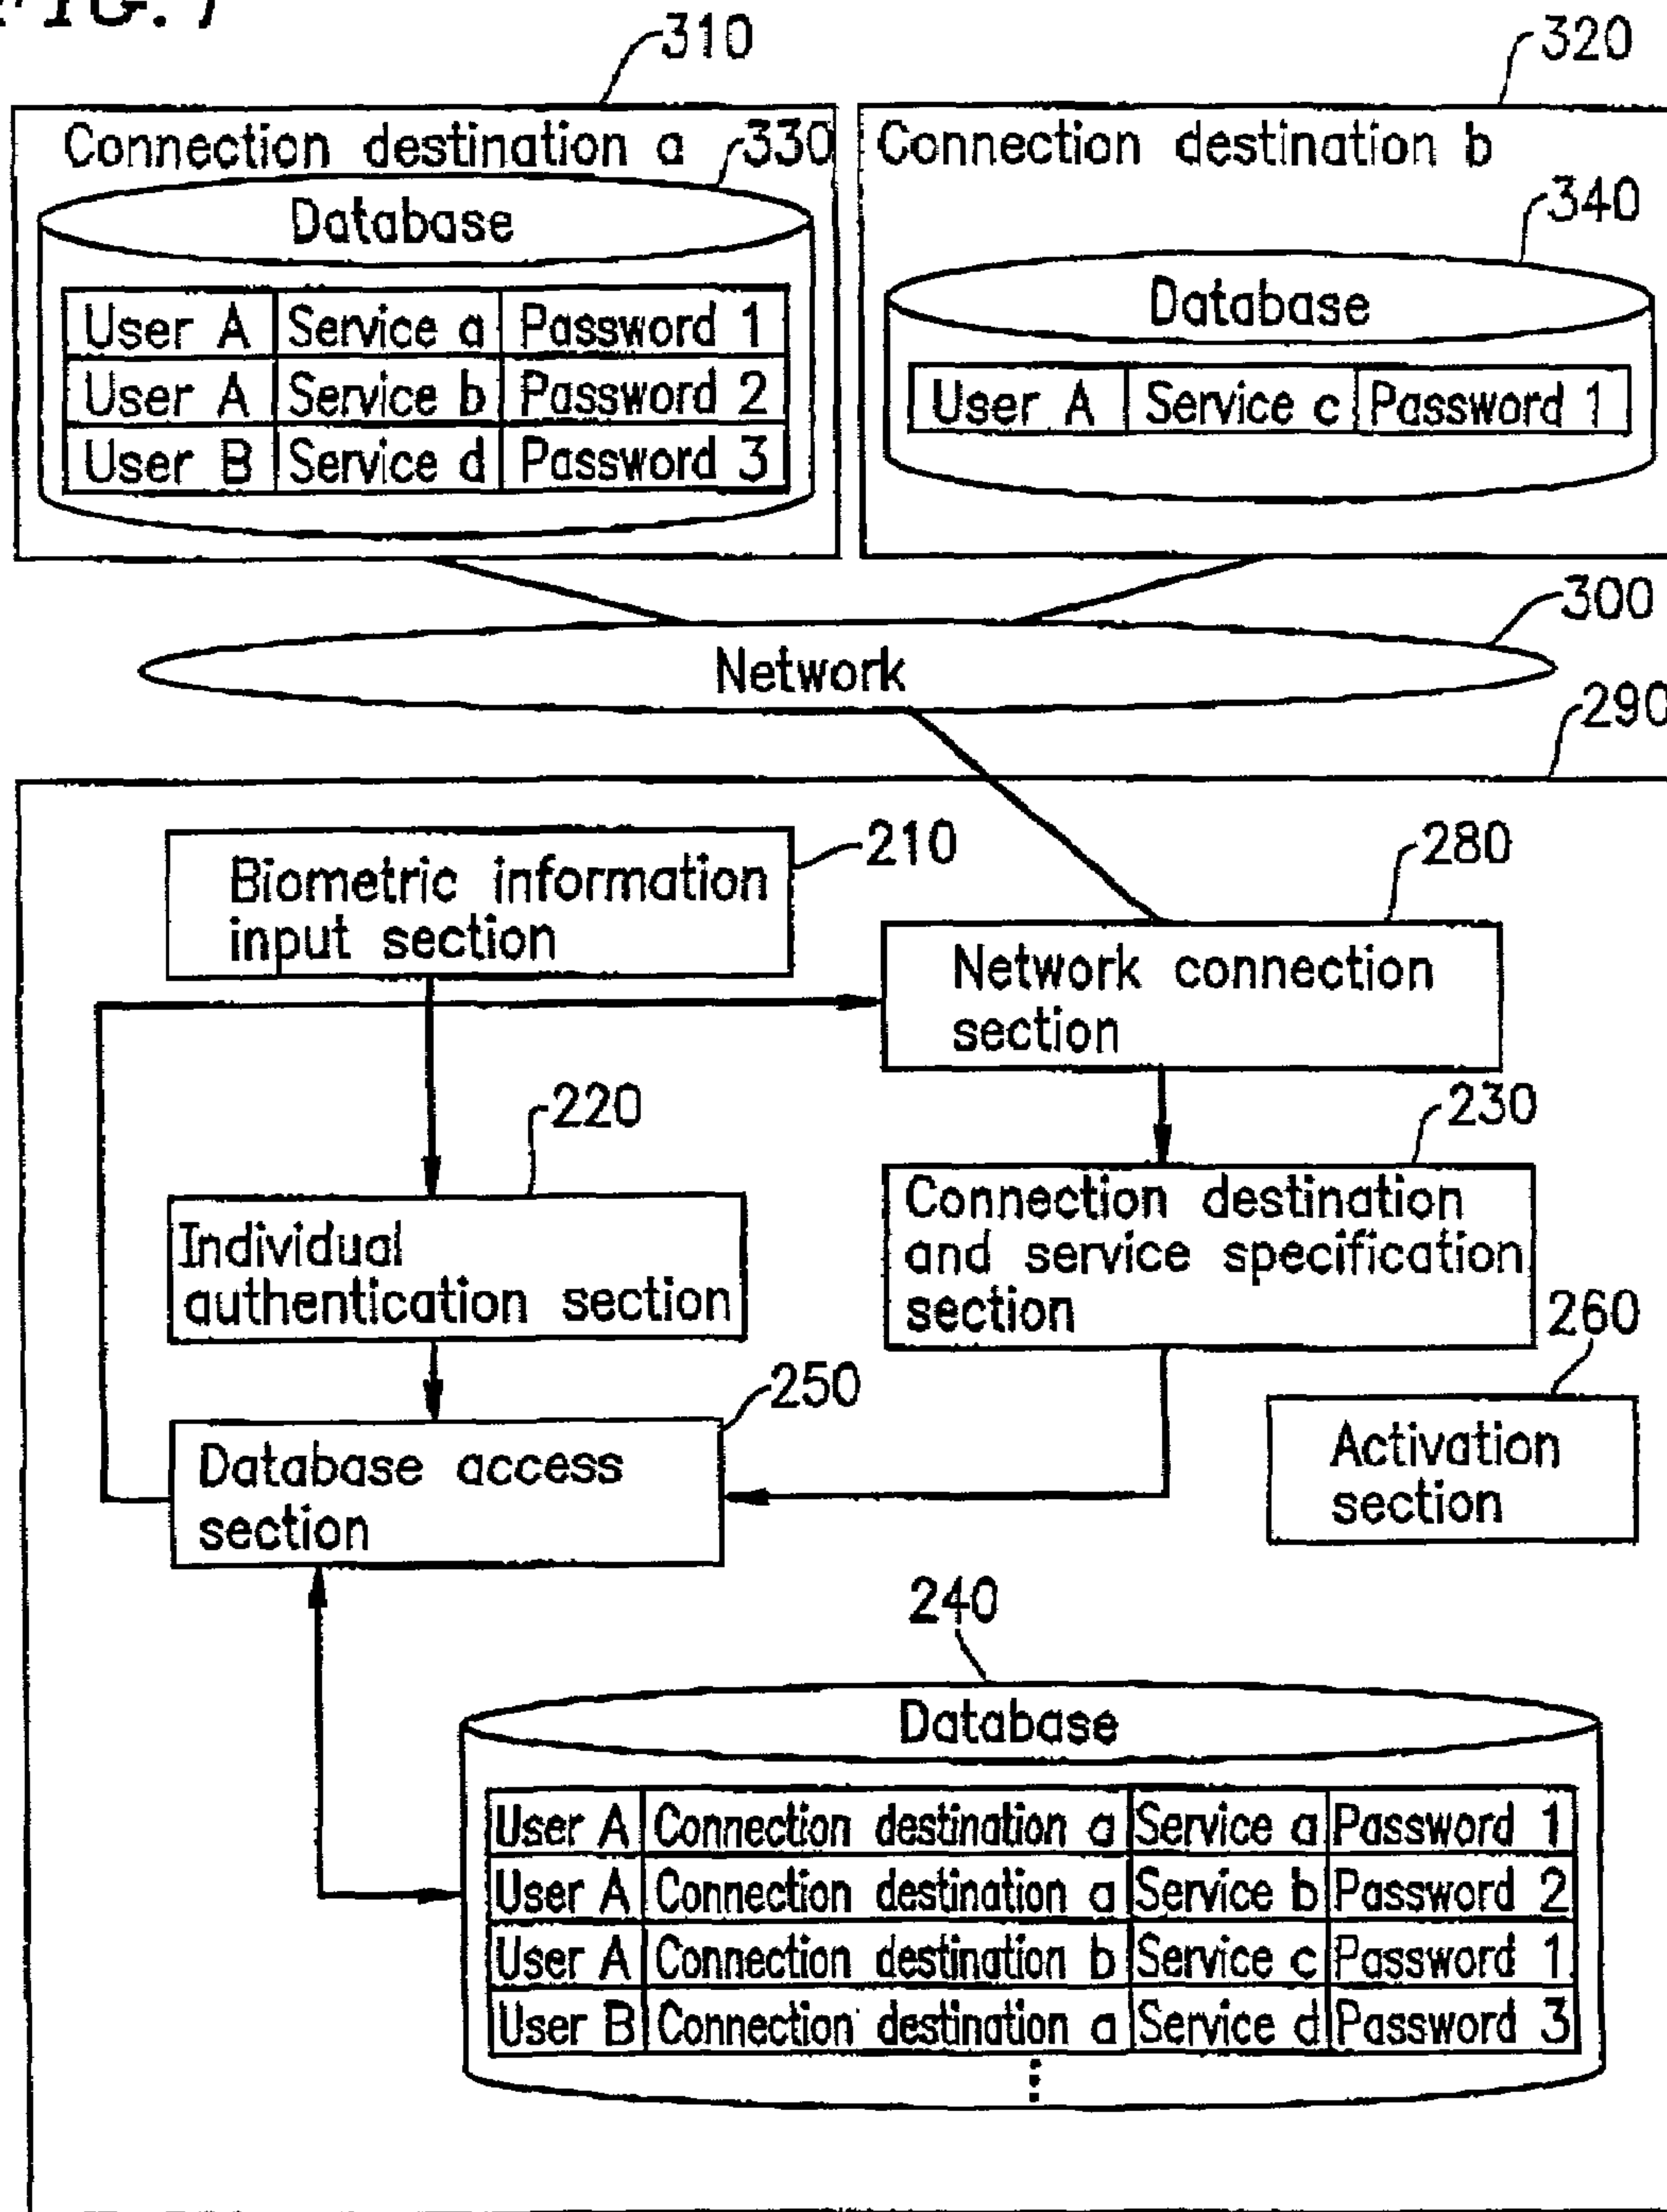 FIG. 7
310
320
Connection destination a
330
Connection destination b
Database
340
Database
User A Service a Password 1
User A Service b Password 2
User B Service d Password 3
User A Service c Password 1
300
Network
290
210
280
Biometric information
input section
Network connection
section
220
230
Individual
authentication section
Connection destination
and service specification
section
260
250
Database access
section
Activation
section
240
Database
User A Connection destination a Service a Password 1
User A Connection destination a Service b Password 2
User A Connection destination b Service c Password 1
User B Connection destination a Service d Password 3
⋮